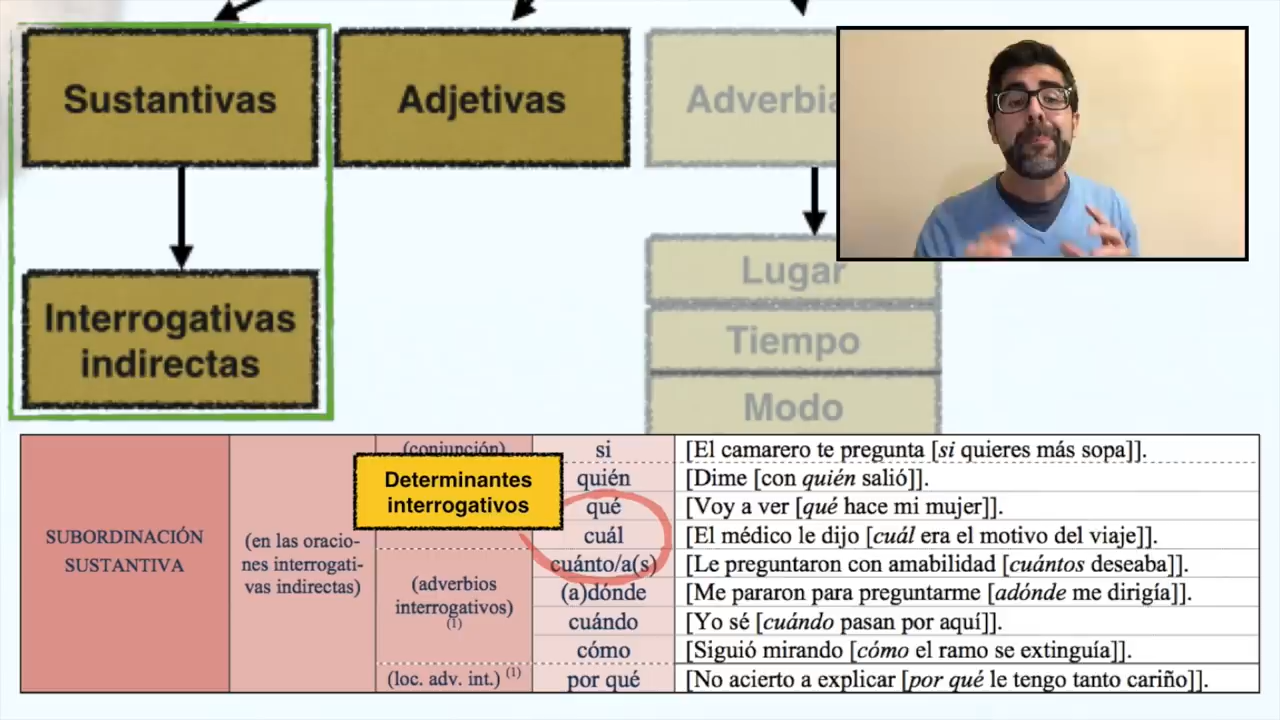 Sustantivas
Adjetivas
Adverbia
Interrogativas
indirectas
Lugar
Tiempo
Modo
SUBORDINACIÓN
SUSTANTIVA
(en las oracio-
nes interrogati-
vas indirectas)
(conjunción)
Determinantes
interrogativos
(adverbios
interrogativos)
(1)
(loc. adv. int.) (1)
si [El camarero te pregunta [si quieres más sopa]].
quién [Dime [con quién salió]].
qué [Voy a ver [qué hace mi mujer]].
cuál [El médico le dijo [cuál era el motivo del viaje]].
cuánto/a(s) [Le preguntaron con amabilidad [cuántos deseaba]].
(a)dónde [Me pararon para preguntarme [adónde me dirigía]].
cuándo [Yo sé [cuándo pasan por aquí]].
cómo [Siguió mirando [cómo el ramo se extinguía]].
por qué [No acierto a explicar [por qué le tengo tanto cariño]].